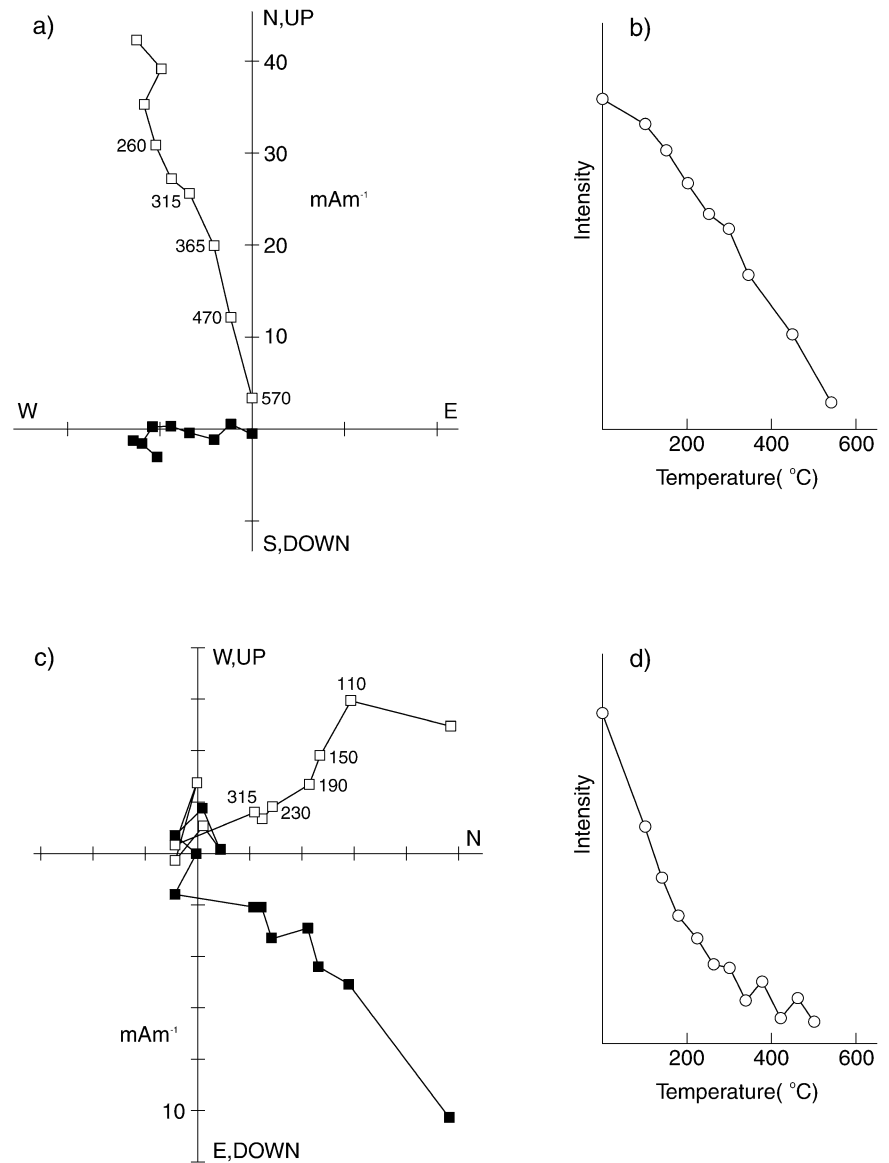 a)
N,UP
40
260
30
315
mAm⁻¹
365
20
470
10
570
W
E
S,DOWN
b)
Intensity
200
400
600
Temperature( °C)
c)
W,UP
110
150
190
315
230
N
mAm⁻¹
10
E,DOWN
d)
Intensity
200
400
600
Temperature( °C)